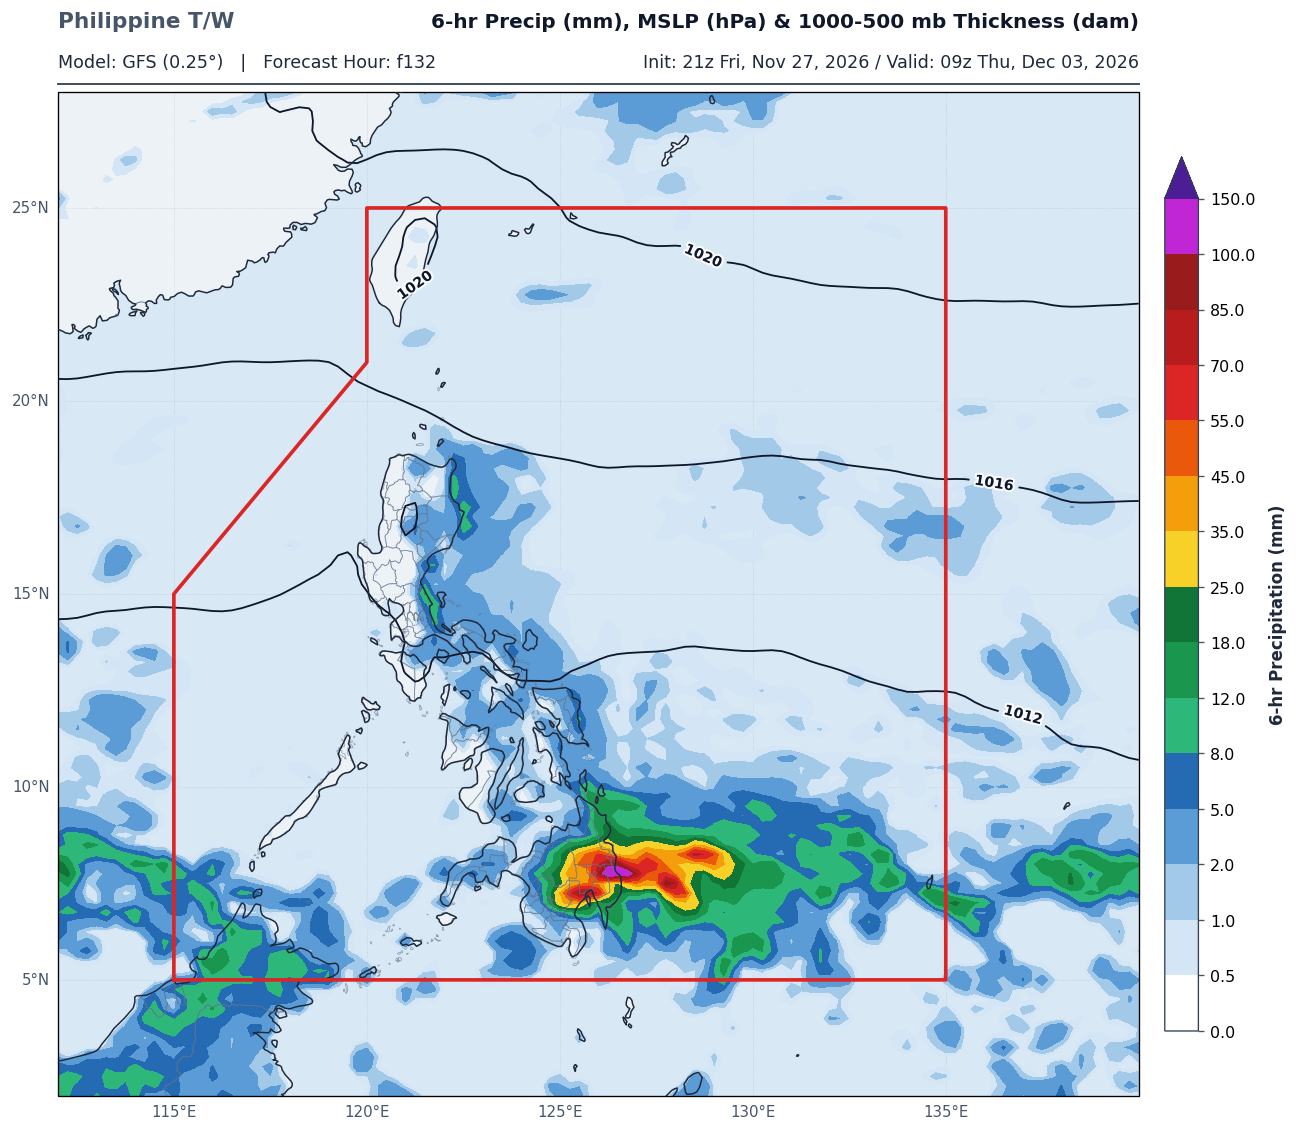 Philippine T/W
6-hr Precip (mm), MSLP (hPa) & 1000-500 mb Thickness (dam)
Model: GFS (0.25°)   |   Forecast Hour: f132
Init: 21z Fri, Nov 27, 2026 / Valid: 09z Thu, Dec 03, 2026
25°N
20°N
15°N
10°N
5°N
115°E
120°E
125°E
130°E
135°E
1020
1020
1016
1012
150.0
100.0
85.0
70.0
55.0
45.0
35.0
25.0
18.0
12.0
8.0
5.0
2.0
1.0
0.5
0.0
6-hr Precipitation (mm)